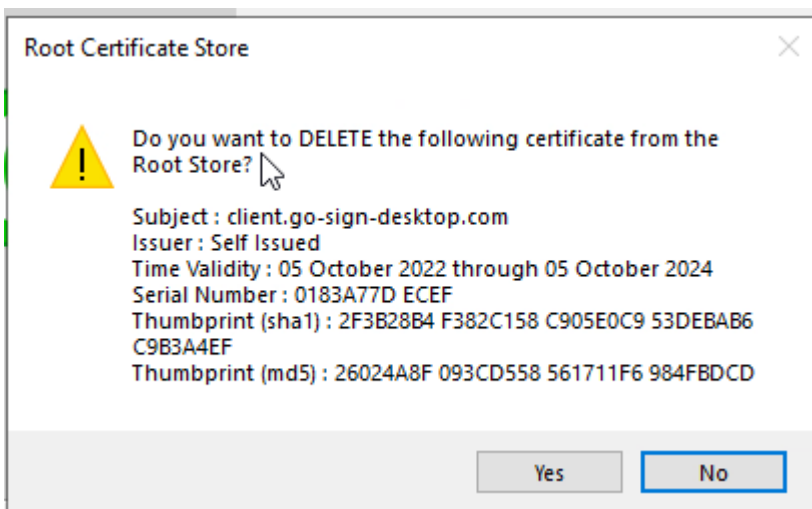 Root Certificate Store
Do you want to DELETE the following certificate from the
Root Store?
Subject : client.go-sign-desktop.com
Issuer : Self Issued
Time Validity : 05 October 2022 through 05 October 2024
Serial Number : 0183A77D ECEF
Thumbprint (sha1) : 2F3B28B4 F382C158 C905E0C9 53DEBAB6
C9B3A4EF
Thumbprint (md5) : 26024A8F 093CD558 561711F6 984FBDCD
Yes
No